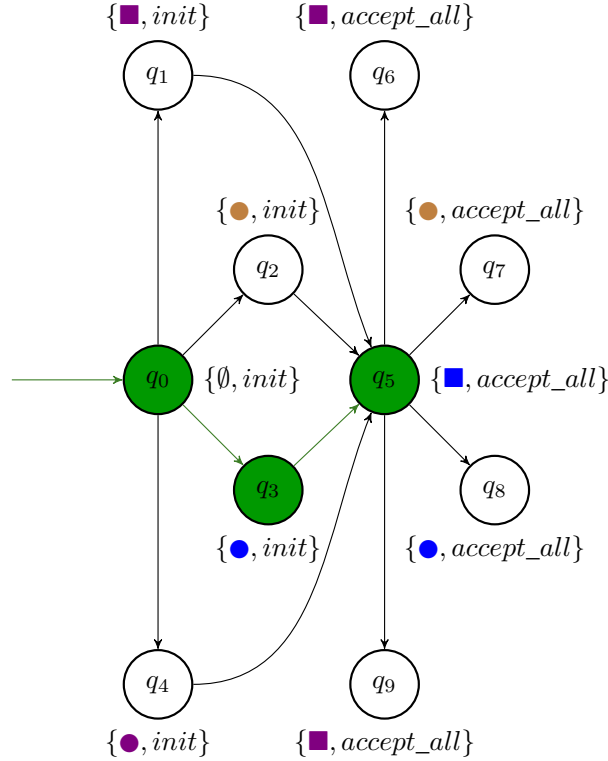 {■, init} {■, accept_all}
q1 q6
{●, init} {●, accept_all}
q2 q7
q0 {∅, init} q5 {■, accept_all}
q3 q8
{●, init} {●, accept_all}
q4 q9
{●, init} {■, accept_all}